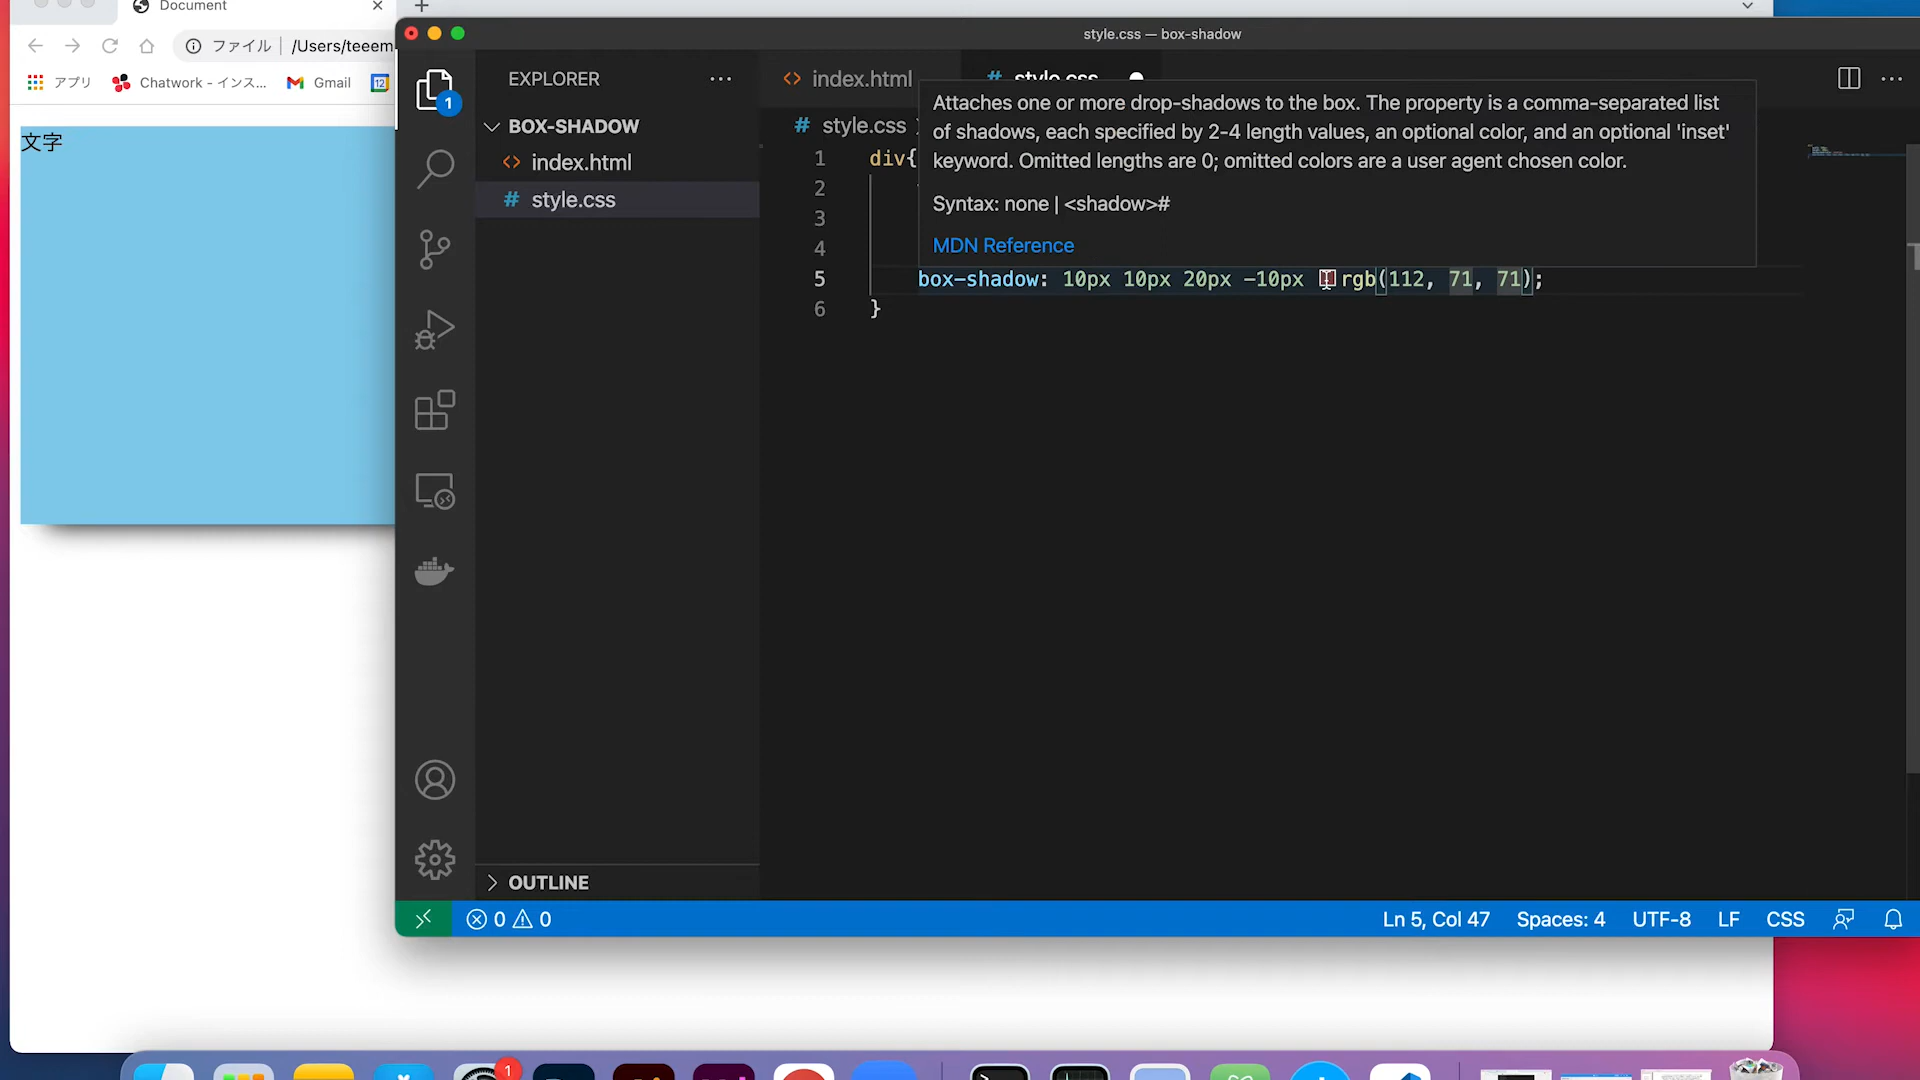 Document
ファイル
/Users/teeem
アプリ
Chatwork - インス...
Gmail
12
文字
style.css — box-shadow
1
EXPLORER
BOX-SHADOW
index.html
style.css
OUTLINE
index.html
style.css
style.css
Attaches one or more drop-shadows to the box. The property is a comma-separated list
of shadows, each specified by 2-4 length values, an optional color, and an optional 'inset'
keyword. Omitted lengths are 0; omitted colors are a user agent chosen color.
Syntax: none | <shadow>#
MDN Reference
1 div{
2
3
4
5 box-shadow: 10px 10px 20px -10px rgb(112, 71, 71);
6 }
0 0
Ln 5, Col 47
Spaces: 4
UTF-8
LF
CSS
1